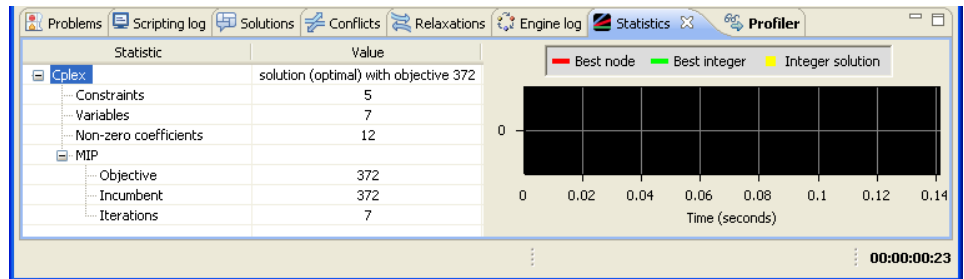 Problems Scripting log Solutions Conflicts Relaxations Engine log Statistics Profiler
Statistic Value
Cplex solution (optimal) with objective 372
Constraints 5
Variables 7
Non-zero coefficients 12
MIP
Objective 372
Incumbent 372
Iterations 7
Best node Best integer Integer solution
0
0 0.02 0.04 0.06 0.08 0.1 0.12 0.14
Time (seconds)
00:00:00:23